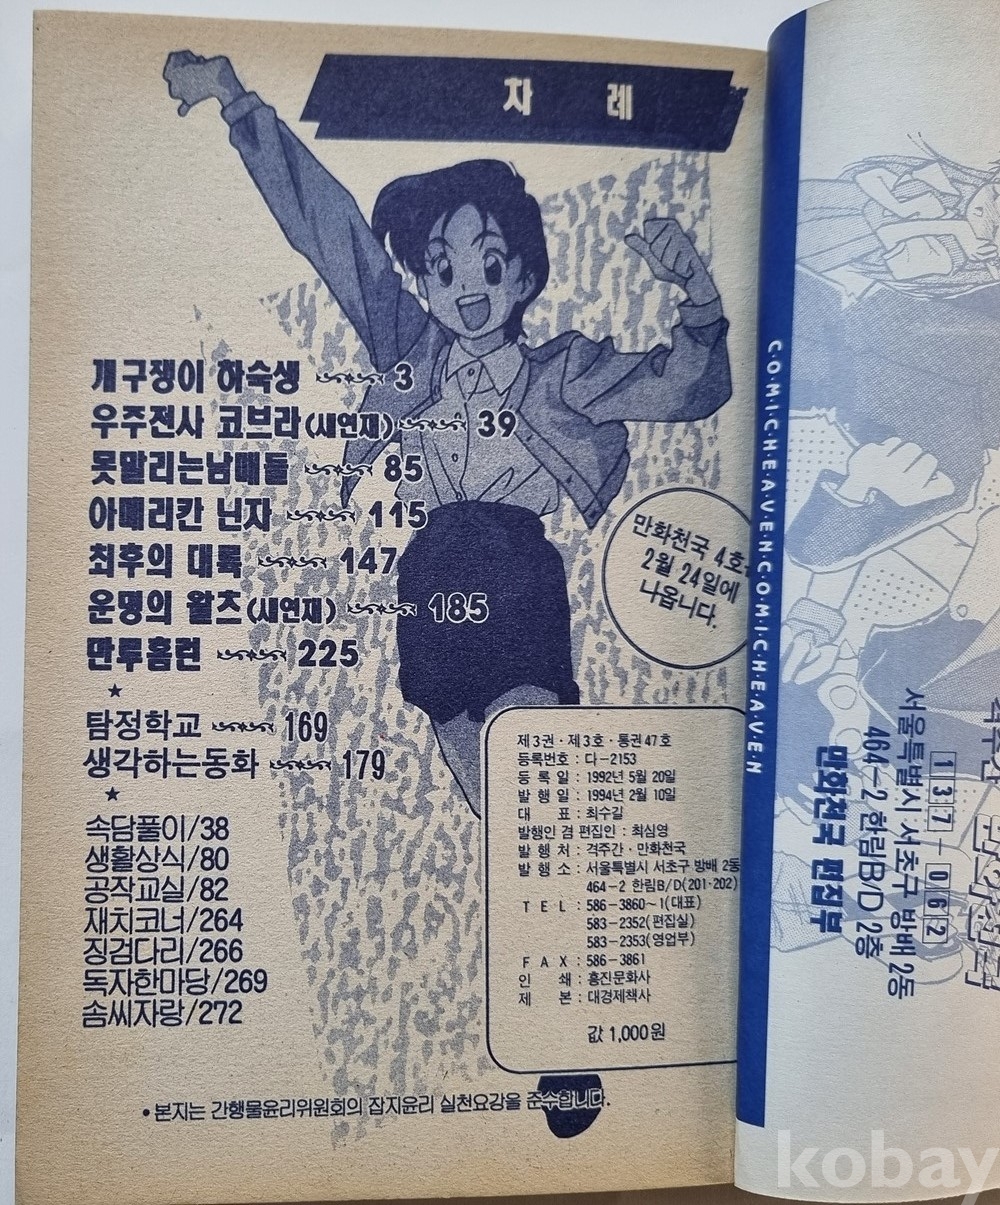 차 례
개구쟁이 하숙생 3
우주전사 코브라(새연재) 39
못말리는남매들 85
아메리칸 닌자 115
최후의 대륙 147
운명의 왈츠(새연재) 185
만루홈런 225
★
탐정학교 169
생각하는동화 179
★
속담풀이/38
생활상식/80
공작교실/82
재치코너/264
징검다리/266
독자한마당/269
솜씨자랑/272
만화천국 4호는
2월 24일에
나옵니다.
제3권·제3호·통권47호
등록번호 : 다-2153
등 록 일 : 1992년 5월 20일
발 행 일 : 1994년 2월 10일
대 표 : 최수길
발행인 겸 편집인 : 최심영
발 행 처 : 격주간·만화천국
발 행 소 : 서울특별시 서초구 방배 2동
464-2 한림B/D(201·202)
TEL : 586-3860~1(대표)
583-2352(편집실)
583-2353(영업부)
FAX : 586-3861
인 쇄 : 홍진문화사
제 본 : 대경제책사
값 1,000원
•본지는 간행물윤리위원회의 잡지윤리 실천요강을 준수합니다.
C·O·M·I·C·H·E·A·V·E·N·C·O·M·I·C·H·E·A·V·E·N
137-062
서울특별시 서초구 방배 2동
464-2 한림B/D 2층
만화천국 편집부
kobay